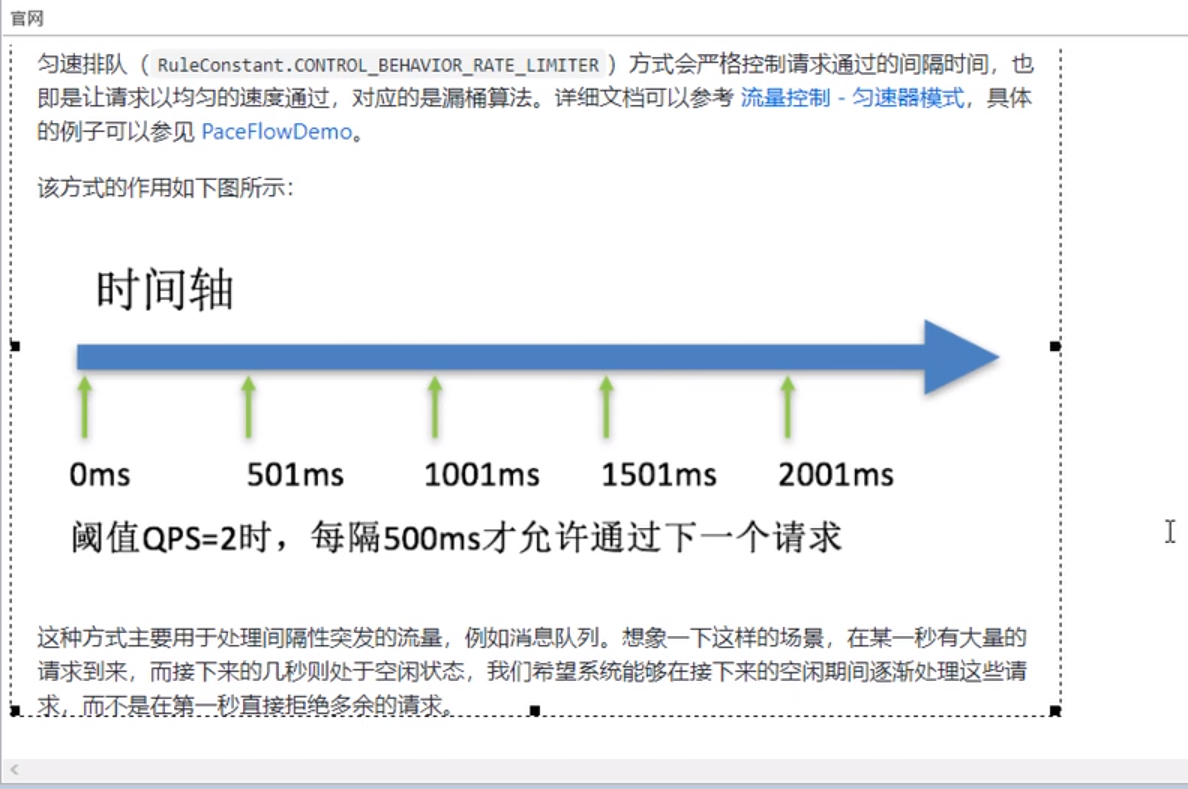 官网
匀速排队（RuleConstant.CONTROL_BEHAVIOR_RATE_LIMITER）方式会严格控制请求通过的间隔时间，也
即是让请求以均匀的速度通过，对应的是漏桶算法。详细文档可以参考 流量控制 - 匀速器模式，具体
的例子可以参见 PaceFlowDemo。
该方式的作用如下图所示：
时间轴
0ms 501ms 1001ms 1501ms 2001ms
阈值QPS=2时，每隔500ms才允许通过下一个请求
这种方式主要用于处理间隔性突发的流量，例如消息队列。想象一下这样的场景，在某一秒有大量的
请求到来，而接下来的几秒则处于空闲状态，我们希望系统能够在接下来的空闲期间逐渐处理这些请
求，而不是在第一秒直接拒绝多余的请求。